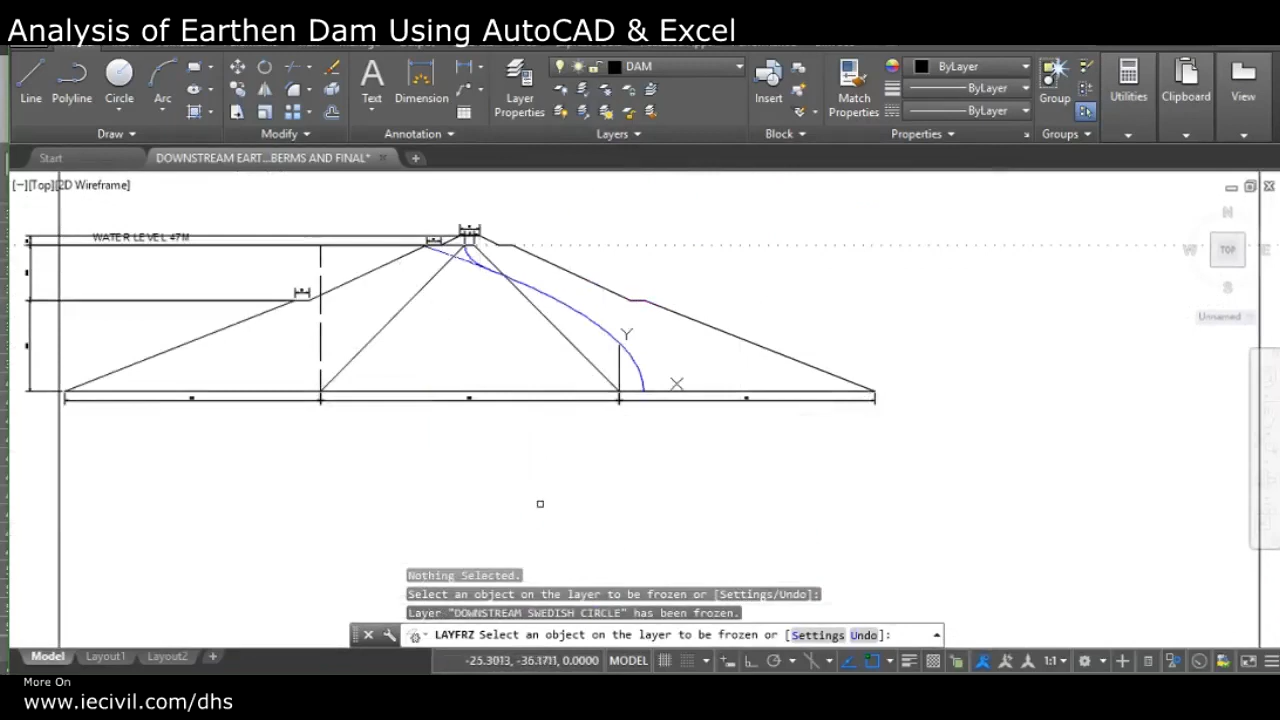 Analysis of Earthen Dam Using AutoCAD & Excel
DAM
ByLayer
ByLayer
ByLayer
Line
Polyline
Circle
Arc
Text
Dimension
Layer
Properties
Insert
Match
Properties
Group
Utilities
Clipboard
View
Draw
Modify
Annotation
Layers
Block
Properties
Groups
Start
DOWNSTREAM EART...BERMS AND FINAL*
[−][Top][2D Wireframe]
WATER LEVEL 47M
N
W
TOP
E
S
Unnamed
Y
X
Nothing Selected.
Select an object on the layer to be frozen or [Settings/Undo]:
Layer "DOWNSTREAM SWEDISH CIRCLE" has been frozen.
LAYFRZ Select an object on the layer to be frozen or [Settings Undo]:
Model
Layout1
Layout2
-25.3013, -36.1711, 0.0000
MODEL
1:1
More On
www.iecivil.com/dhs